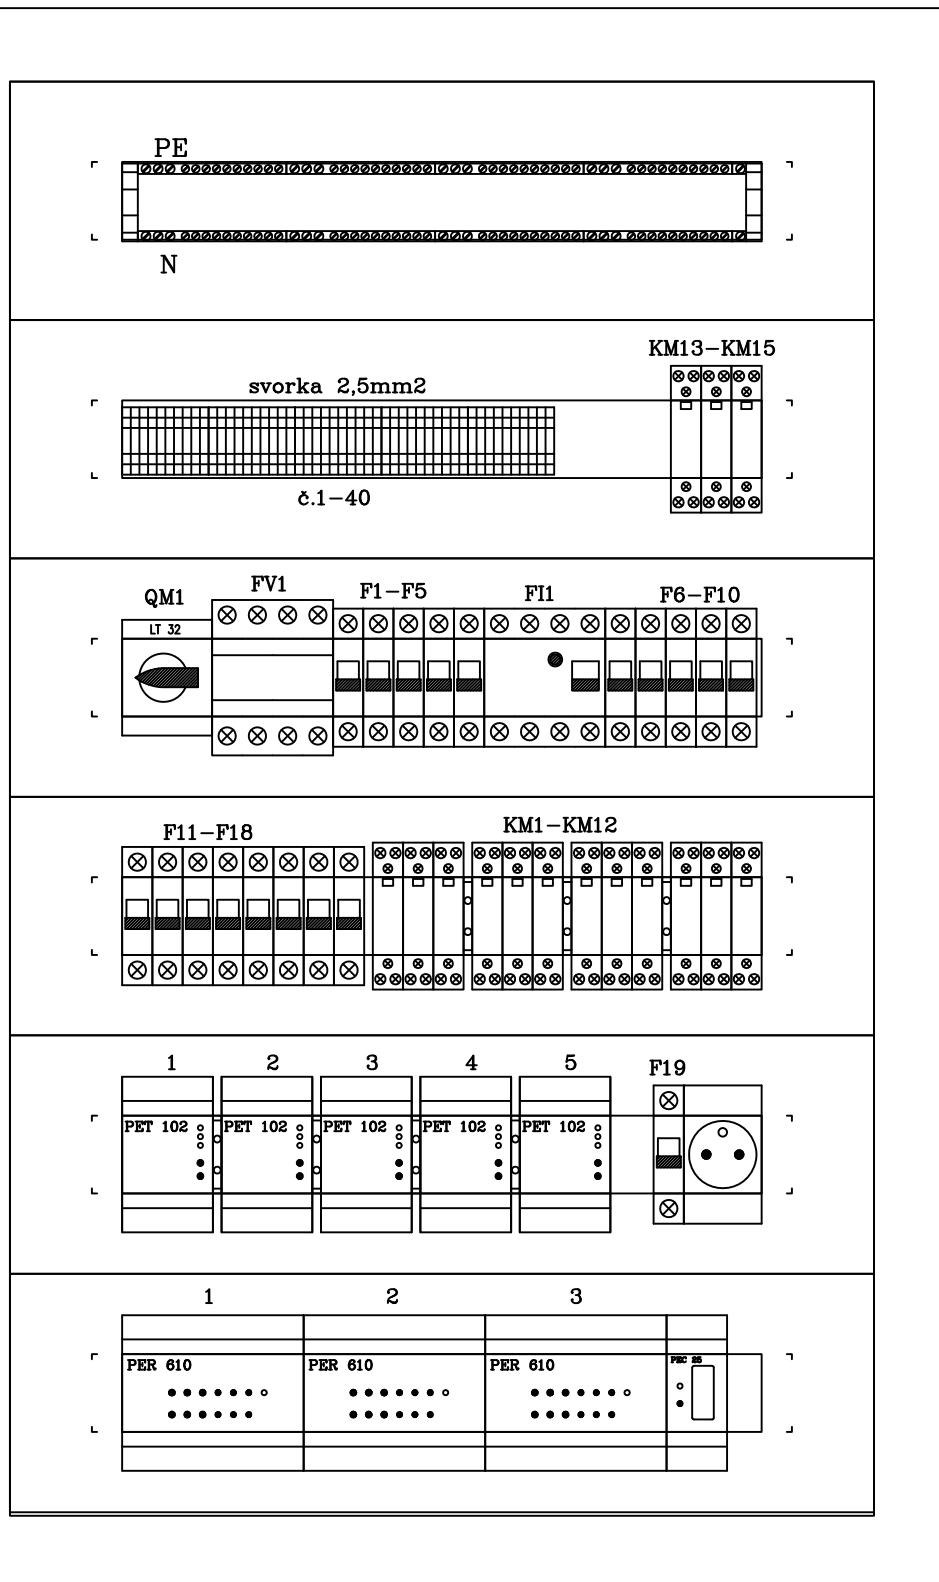 PE
N
KM13-KM15
svorka 2,5mm2
č.1-40
QM1
FV1
F1-F5
FI1
F6-F10
LT 32
F11-F18
KM1-KM12
1
2
3
4
5
F19
PET 102
PET 102
PET 102
PET 102
PET 102
1
2
3
PER 610
PER 610
PER 610
PEC 25